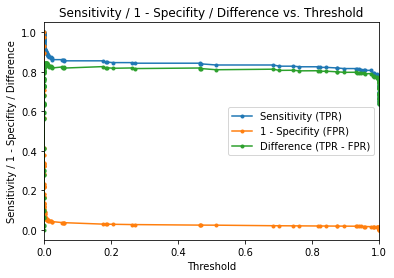 Sensitivity / 1 - Specifity / Difference vs. Threshold
Sensitivity / 1 - Specifity / Difference
1.0
0.8
0.6
0.4
0.2
0.0
Sensitivity (TPR)
1 - Specifity (FPR)
Difference (TPR - FPR)
0.0 0.2 0.4 0.6 0.8 1.0
Threshold